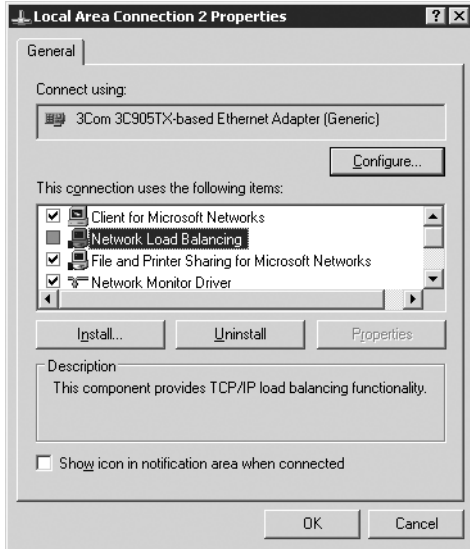 Local Area Connection 2 Properties
General
Connect using:
3Com 3C905TX-based Ethernet Adapter (Generic)
Configure...
This connection uses the following items:
Client for Microsoft Networks
Network Load Balancing
File and Printer Sharing for Microsoft Networks
Network Monitor Driver
Install... Uninstall Properties
Description
This component provides TCP/IP load balancing functionality.
Show icon in notification area when connected
OK Cancel